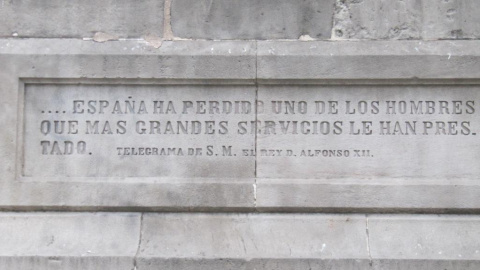 .... ESPAÑA HA PERDIDO UNO DE LOS HOMBRES
QUE MAS GRANDES SERVICIOS LE HAN PRES.
TADO. TELEGRAMA DE S. M. EL REY D. ALFONSO XII.